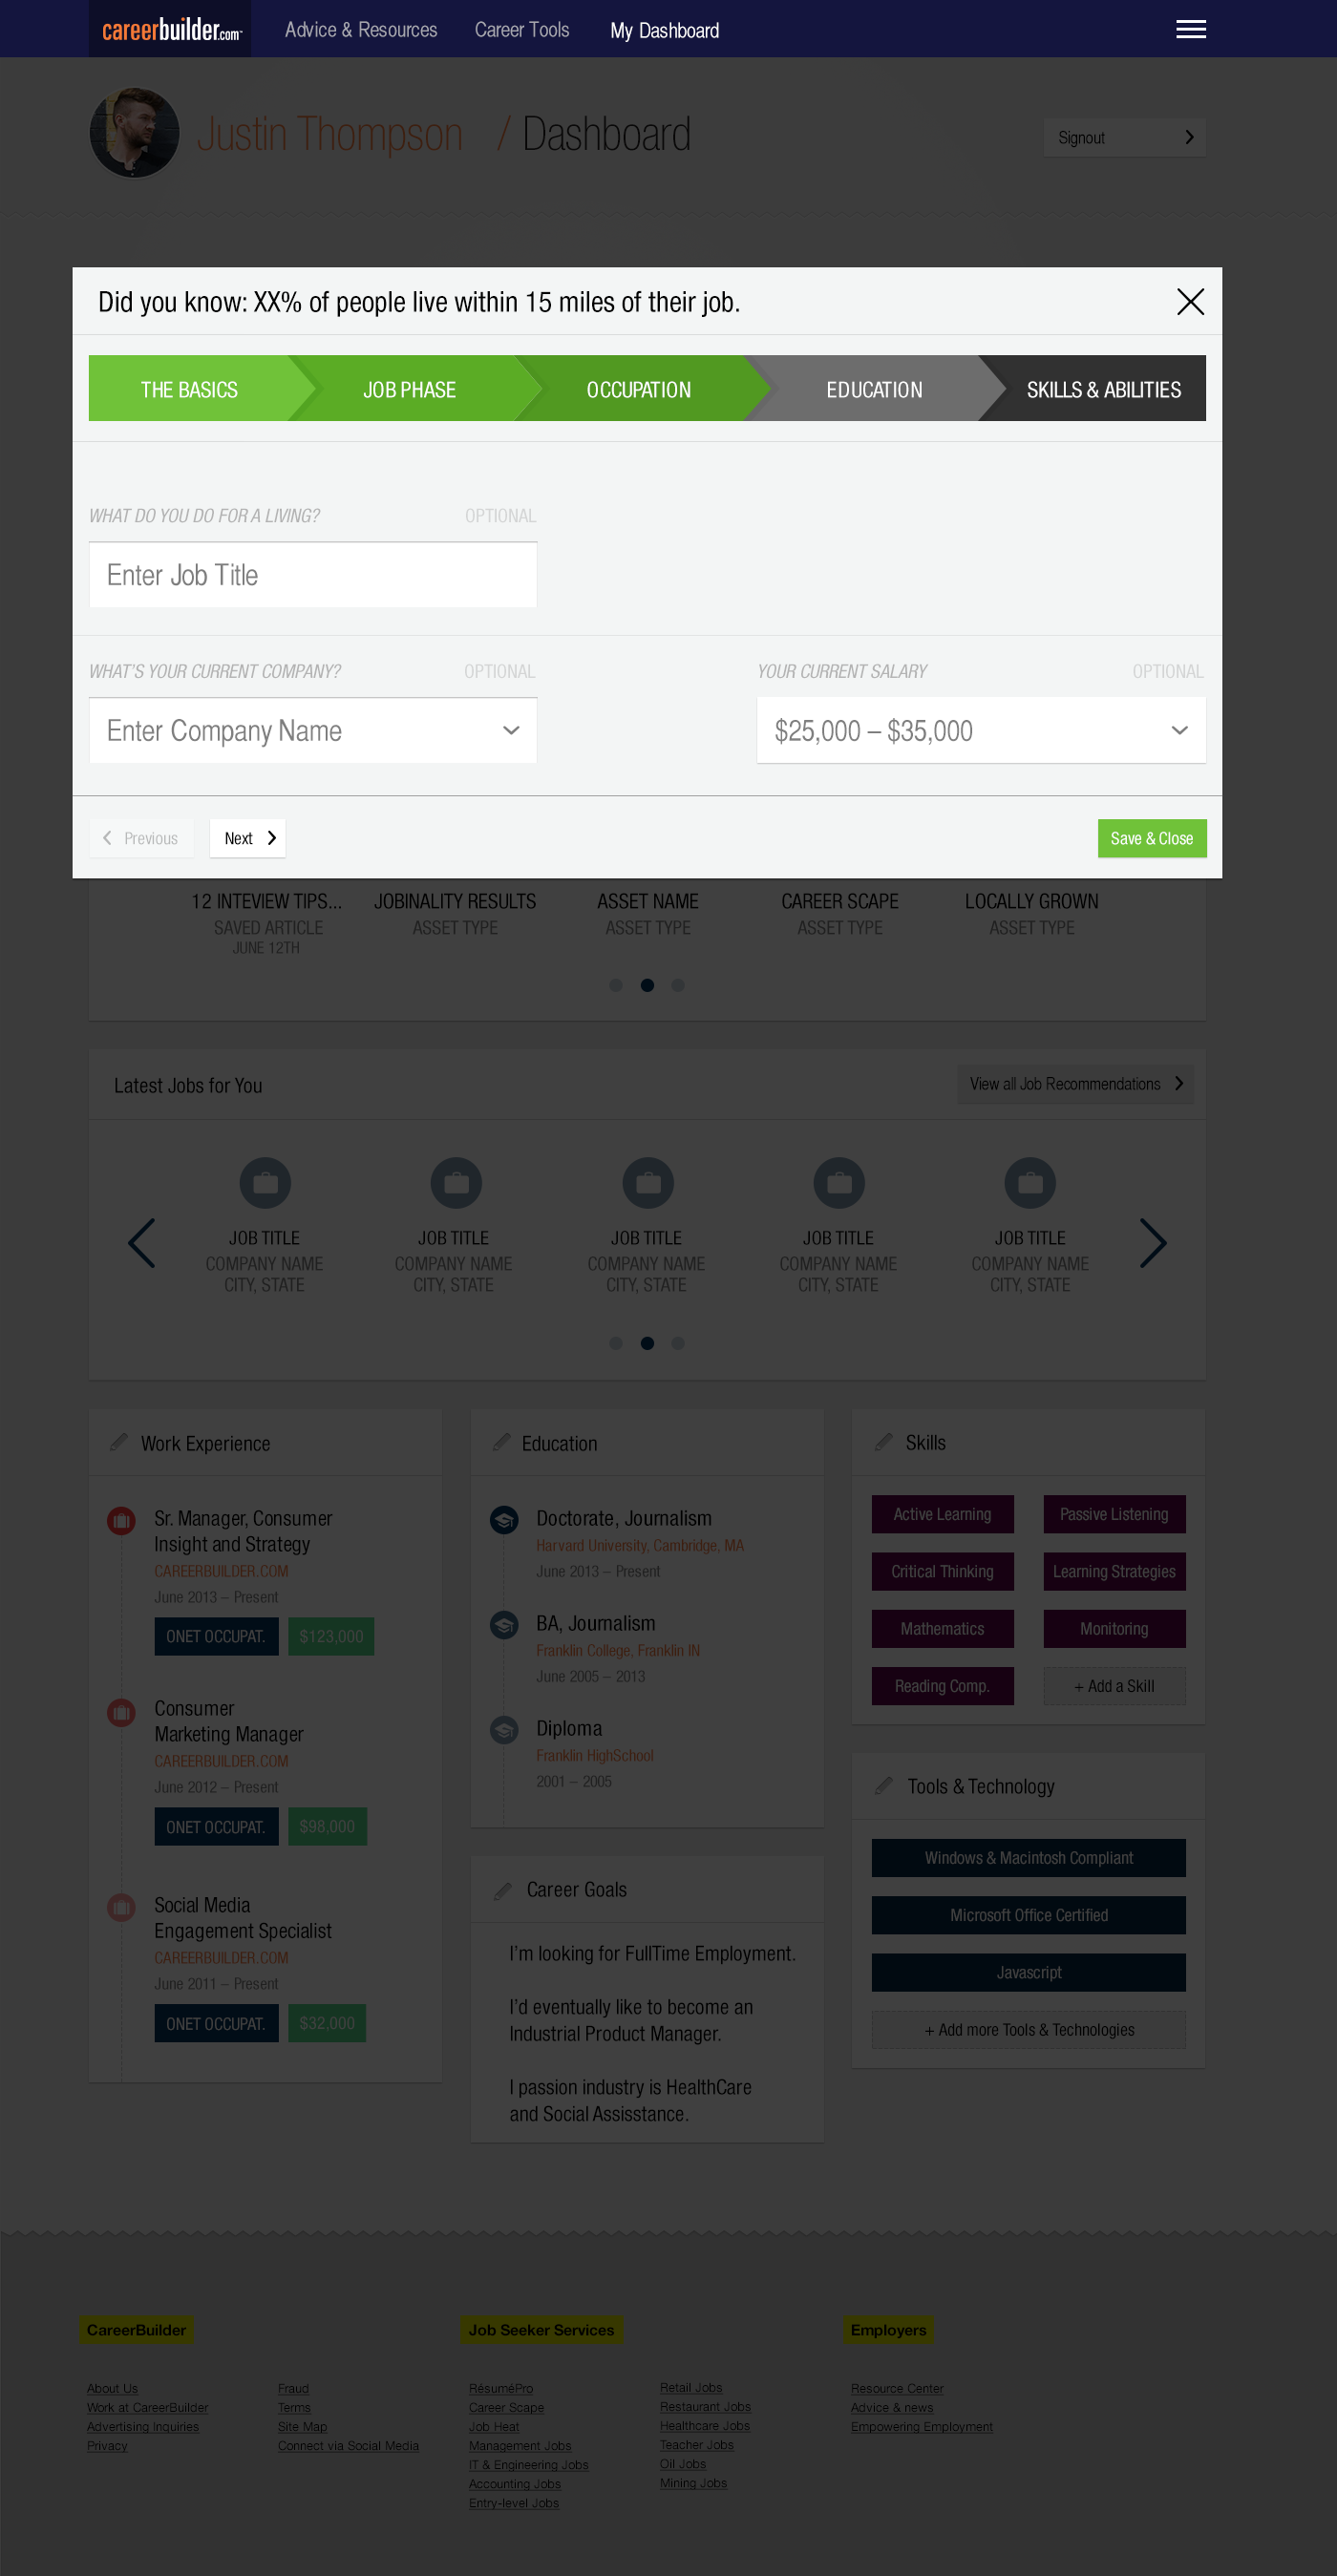 careerbuilder.com
Advice & Resources
Career Tools
My Dashboard
Justin Thompson / Dashboard
Signout
Did you know: XX% of people live within 15 miles of their job.
THE BASICS
JOB PHASE
OCCUPATION
EDUCATION
SKILLS & ABILITIES
WHAT DO YOU DO FOR A LIVING?
OPTIONAL
Enter Job Title
WHAT'S YOUR CURRENT COMPANY?
OPTIONAL
Enter Company Name
YOUR CURRENT SALARY
OPTIONAL
$25,000 – $35,000
Previous
Next
Save & Close
12 INTEVIEW TIPS...
SAVED ARTICLE
JUNE 12TH
JOBINALITY RESULTS
ASSET TYPE
ASSET NAME
ASSET TYPE
CAREER SCAPE
ASSET TYPE
LOCALLY GROWN
ASSET TYPE
Latest Jobs for You
View all Job Recommendations
JOB TITLE
COMPANY NAME
CITY, STATE
JOB TITLE
COMPANY NAME
CITY, STATE
JOB TITLE
COMPANY NAME
CITY, STATE
JOB TITLE
COMPANY NAME
CITY, STATE
JOB TITLE
COMPANY NAME
CITY, STATE
Work Experience
Sr. Manager, Consumer
Insight and Strategy
CAREERBUILDER.COM
June 2013 – Present
ONET OCCUPAT.
$123,000
Consumer
Marketing Manager
CAREERBUILDER.COM
June 2012 – Present
ONET OCCUPAT.
$98,000
Social Media
Engagement Specialist
CAREERBUILDER.COM
June 2011 – Present
ONET OCCUPAT.
$32,000
Education
Doctorate, Journalism
Harvard University, Cambridge, MA
June 2013 – Present
BA, Journalism
Franklin College, Franklin IN
June 2005 – 2013
Diploma
Franklin HighSchool
2001 – 2005
Career Goals
I'm looking for FullTime Employment.
I'd eventually like to become an
Industrial Product Manager.
I passion industry is HealthCare
and Social Assisstance.
Skills
Active Learning
Passive Listening
Critical Thinking
Learning Strategies
Mathematics
Monitoring
Reading Comp.
+ Add a Skill
Tools & Technology
Windows & Macintosh Compliant
Microsoft Office Certified
Javascript
+ Add more Tools & Technologies
CareerBuilder
About Us
Work at CareerBuilder
Advertising Inquiries
Privacy
Fraud
Terms
Site Map
Connect via Social Media
Job Seeker Services
RésuméPro
Career Scape
Job Heat
Management Jobs
IT & Engineering Jobs
Accounting Jobs
Entry-level Jobs
Retail Jobs
Restaurant Jobs
Healthcare Jobs
Teacher Jobs
Oil Jobs
Mining Jobs
Employers
Resource Center
Advice & news
Empowering Employment